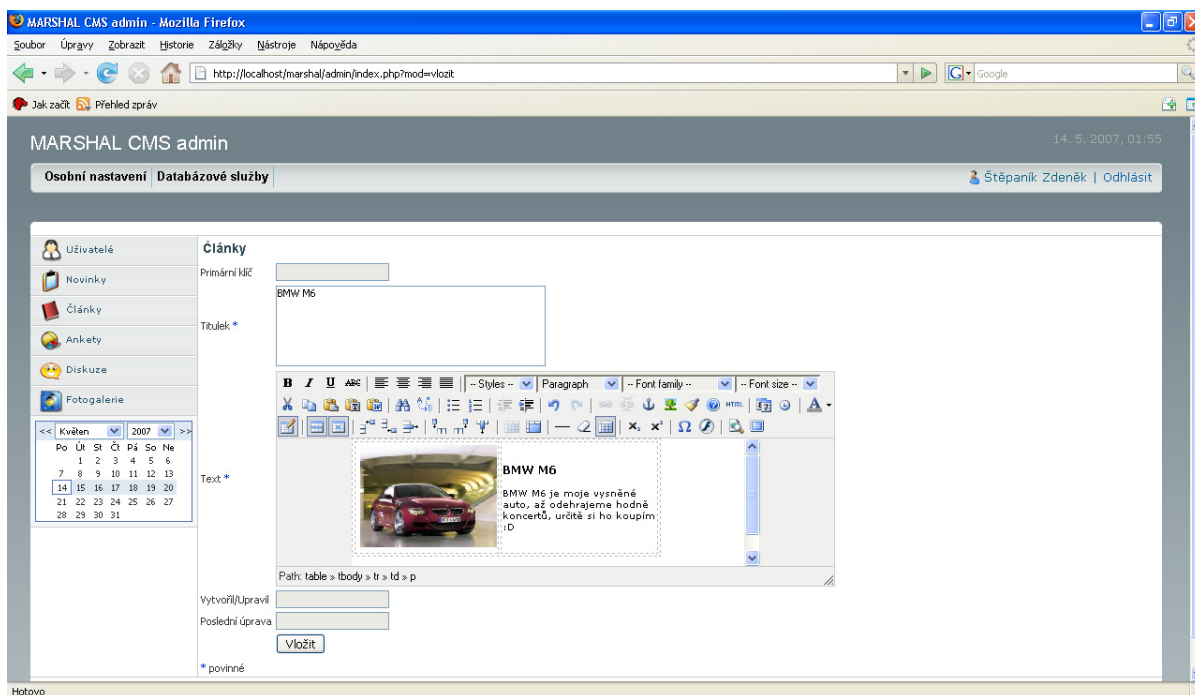 MARSHAL CMS admin - Mozilla Firefox
Soubor Úpravy Zobrazit Historie Záložky Nástroje Nápověda
http://localhost/marshal/admin/index.php?mod=vlozit
G Google
Jak začít Přehled zpráv
MARSHAL CMS admin
14. 5. 2007, 01:55
Osobní nastavení Databázové služby
Štěpaník Zdeněk | Odhlásit
Uživatelé
Novinky
Články
Ankety
Diskuze
Fotogalerie
<< Květen 2007 >>
Po Út St Čt Pá So Ne
1 2 3 4 5 6
7 8 9 10 11 12 13
14 15 16 17 18 19 20
21 22 23 24 25 26 27
28 29 30 31
Články
Primární klíč
Titulek *
BMW M6
B I U ABC -- Styles -- Paragraph -- Font family -- -- Font size --
HTML A
Text *
BMW M6
BMW M6 je moje vysněné
auto, až odehrajeme hodně
koncertů, určitě si ho koupím
:D
Path: table » tbody » tr » td » p
Vytvořil/Upravil
Poslední úprava
Vložit
* povinné
Hotovo